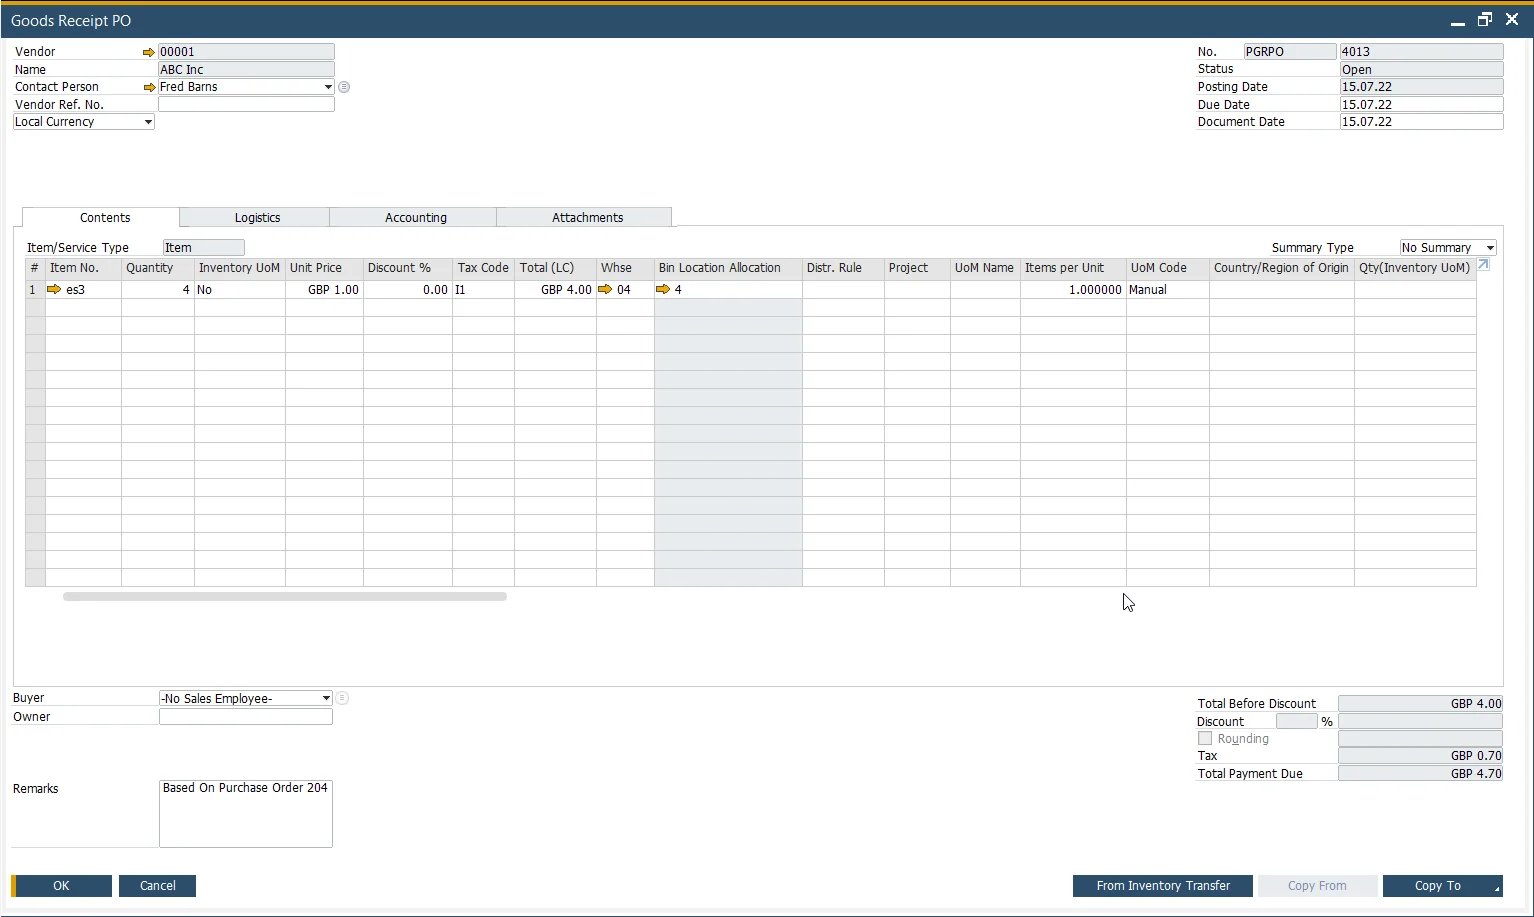 Goods Receipt PO
Vendor 00001
Name ABC Inc
Contact Person Fred Barns
Vendor Ref. No.
Local Currency
No. PGRPO 4013
Status Open
Posting Date 15.07.22
Due Date 15.07.22
Document Date 15.07.22
Contents Logistics Accounting Attachments
Item/Service Type Item Summary Type No Summary
# Item No. Quantity Inventory UoM Unit Price Discount % Tax Code Total (LC) Whse Bin Location Allocation Distr. Rule Project UoM Name Items per Unit UoM Code Country/Region of Origin Qty(Inventory UoM)
1 es3 4 No GBP 1.00 0.00 I1 GBP 4.00 04 4 1.000000 Manual
Buyer -No Sales Employee-
Owner
Remarks Based On Purchase Order 204
Total Before Discount GBP 4.00
Discount %
Rounding
Tax GBP 0.70
Total Payment Due GBP 4.70
OK Cancel From Inventory Transfer Copy From Copy To